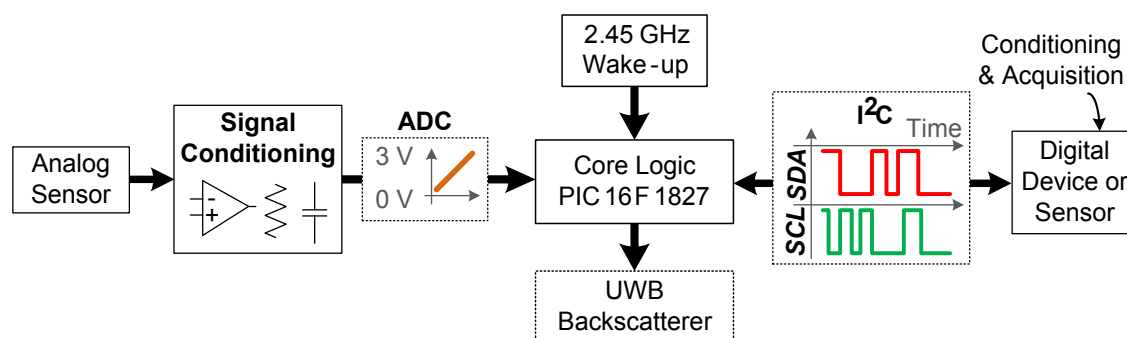 2.45 GHz
Wake-up
Conditioning
& Acquisition
Signal
Conditioning
-
+
ADC
3 V
0 V
I²C
Time
SDA
SCL
Analog
Sensor
Core Logic
PIC 16F 1827
Digital
Device or
Sensor
UWB
Backscatterer